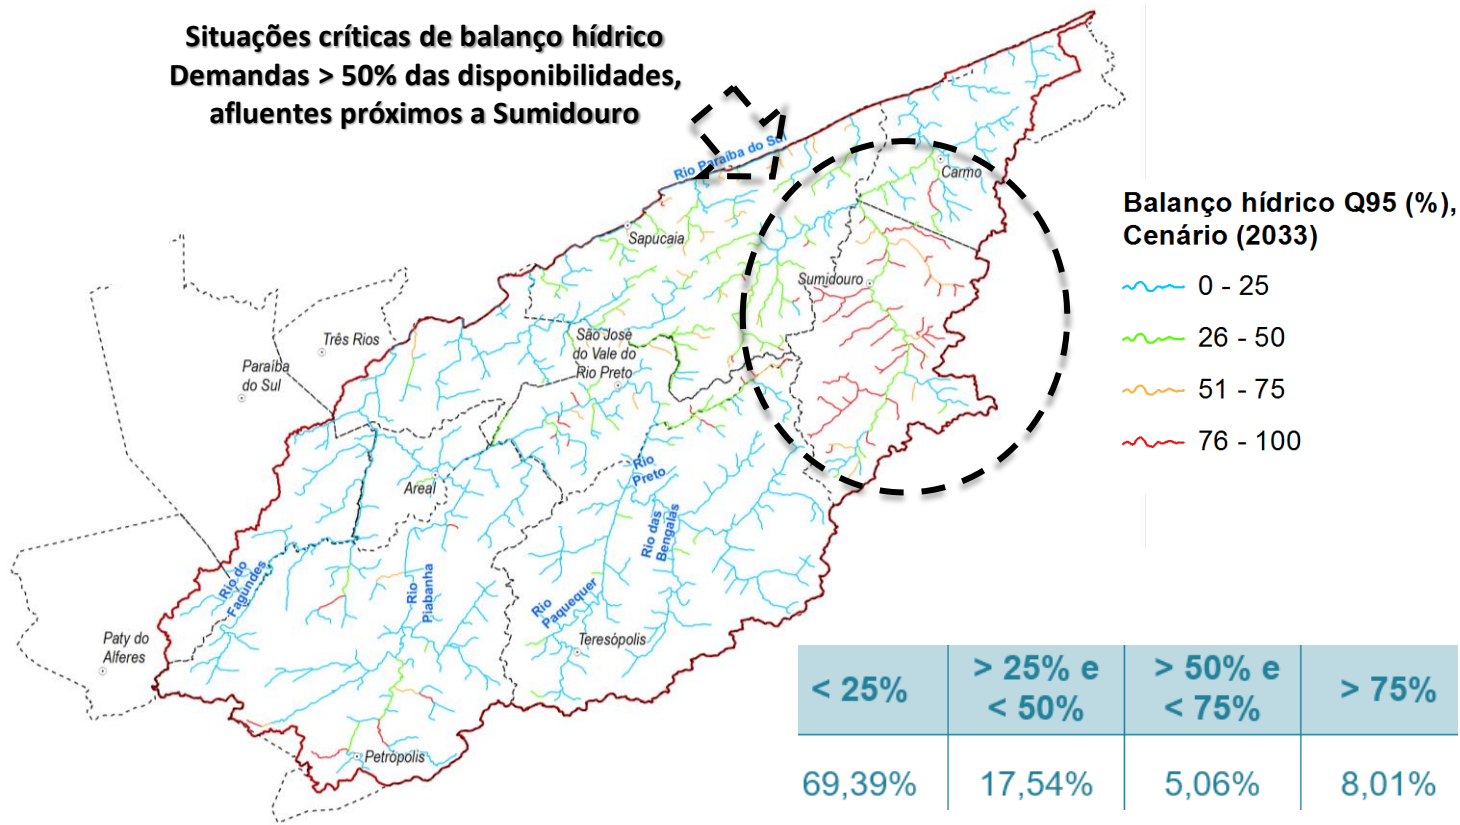 Situações críticas de balanço hídrico
Demandas > 50% das disponibilidades,
afluentes próximos a Sumidouro
Rio Paraíba do Sul
Carmo
Sapucaia
Sumidouro
Três Rios
São José
do Vale do
Rio Preto
Paraíba
do Sul
Areal
Rio
Preto
Rio das
Bengalas
Rio do
Fagundes
Rio
Piabanha
Rio
Paquequer
Paty do
Alferes
Teresópolis
Petrópolis
Balanço hídrico Q95 (%),
Cenário (2033)
0 - 25
26 - 50
51 - 75
76 - 100
< 25%
> 25% e
< 50%
> 50% e
< 75%
> 75%
69,39%
17,54%
5,06%
8,01%